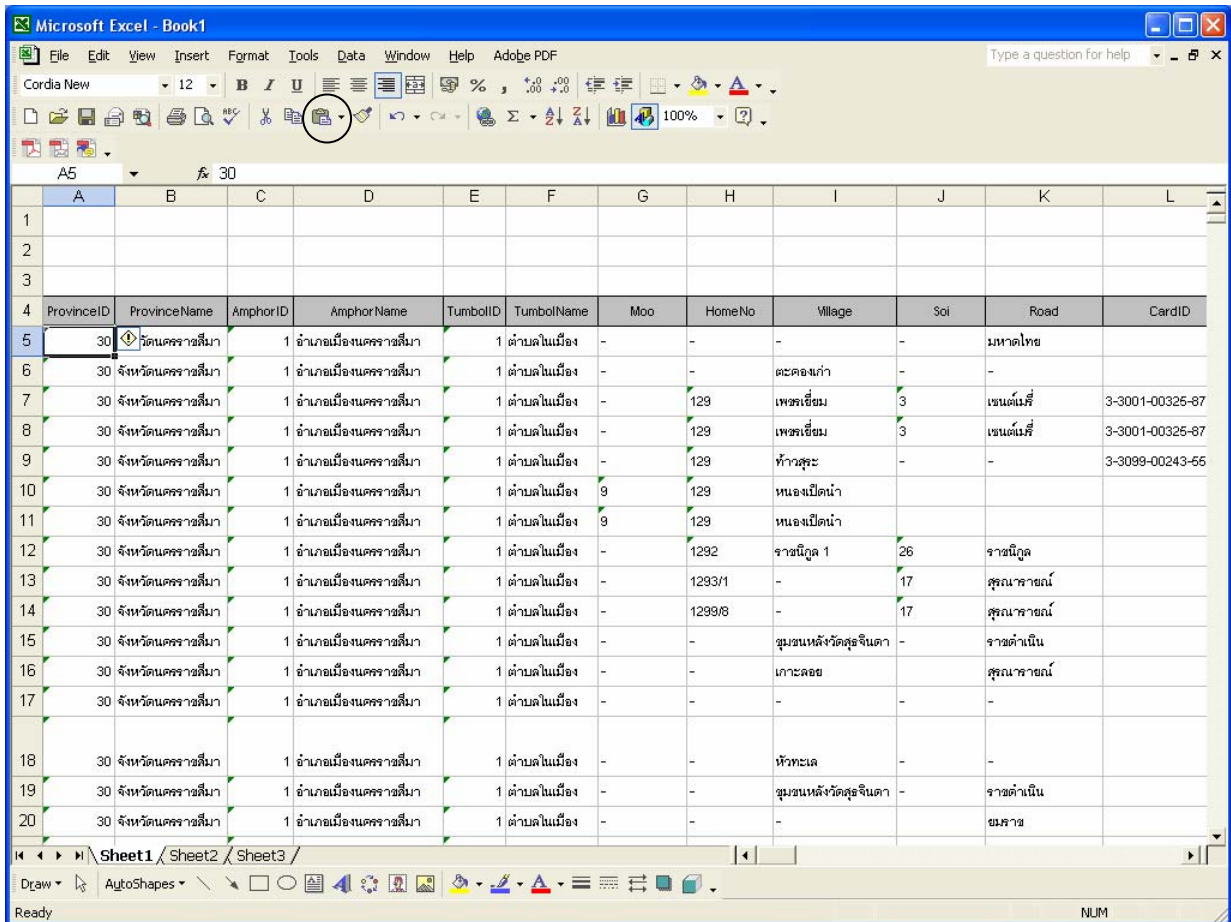 Microsoft Excel - Book1
File Edit View Insert Format Tools Data Window Help Adobe PDF Type a question for help
Cordia New 12 B I U % ,
100%
A5 fx 30
A B C D E F G H I J K L
1
2
3
4 ProvinceID ProvinceName AmphorID AmphorName TumbolID TumbolName Moo HomeNo Village Soi Road CardID
5 30 วัดนครราชสีมา 1 อำเภอเมืองนครราชสีมา 1 ตำบลในเมือง - - - - มหาดไทย
6 30 จังหวัดนครราชสีมา 1 อำเภอเมืองนครราชสีมา 1 ตำบลในเมือง - - ตะคองเก่า - -
7 30 จังหวัดนครราชสีมา 1 อำเภอเมืองนครราชสีมา 1 ตำบลในเมือง - 129 เพชรเยี่ยม 3 เซนต์เมรี่ 3-3001-00325-87
8 30 จังหวัดนครราชสีมา 1 อำเภอเมืองนครราชสีมา 1 ตำบลในเมือง - 129 เพชรเยี่ยม 3 เซนต์เมรี่ 3-3001-00325-87
9 30 จังหวัดนครราชสีมา 1 อำเภอเมืองนครราชสีมา 1 ตำบลในเมือง - 129 ท้าวสุระ - - 3-3099-00243-55
10 30 จังหวัดนครราชสีมา 1 อำเภอเมืองนครราชสีมา 1 ตำบลในเมือง 9 129 หนองเป็ดน้ำ
11 30 จังหวัดนครราชสีมา 1 อำเภอเมืองนครราชสีมา 1 ตำบลในเมือง 9 129 หนองเป็ดน้ำ
12 30 จังหวัดนครราชสีมา 1 อำเภอเมืองนครราชสีมา 1 ตำบลในเมือง - 1292 ราชนิกูล 1 26 ราชนิกูล
13 30 จังหวัดนครราชสีมา 1 อำเภอเมืองนครราชสีมา 1 ตำบลในเมือง - 1293/1 - 17 สุรณารายณ์
14 30 จังหวัดนครราชสีมา 1 อำเภอเมืองนครราชสีมา 1 ตำบลในเมือง - 1299/8 - 17 สุรณารายณ์
15 30 จังหวัดนครราชสีมา 1 อำเภอเมืองนครราชสีมา 1 ตำบลในเมือง - - ชุมชนหลังวัดสุธจินดา - ราชดำเนิน
16 30 จังหวัดนครราชสีมา 1 อำเภอเมืองนครราชสีมา 1 ตำบลในเมือง - - เกาะลอย สุรณารายณ์
17 30 จังหวัดนครราชสีมา 1 อำเภอเมืองนครราชสีมา 1 ตำบลในเมือง - - - - -
18 30 จังหวัดนครราชสีมา 1 อำเภอเมืองนครราชสีมา 1 ตำบลในเมือง - - หัวทะเล - -
19 30 จังหวัดนครราชสีมา 1 อำเภอเมืองนครราชสีมา 1 ตำบลในเมือง - - ชุมชนหลังวัดสุธจินดา - ราชดำเนิน
20 30 จังหวัดนครราชสีมา 1 อำเภอเมืองนครราชสีมา 1 ตำบลในเมือง - - - ยมราช
Sheet1 Sheet2 Sheet3
Draw AutoShapes
Ready NUM